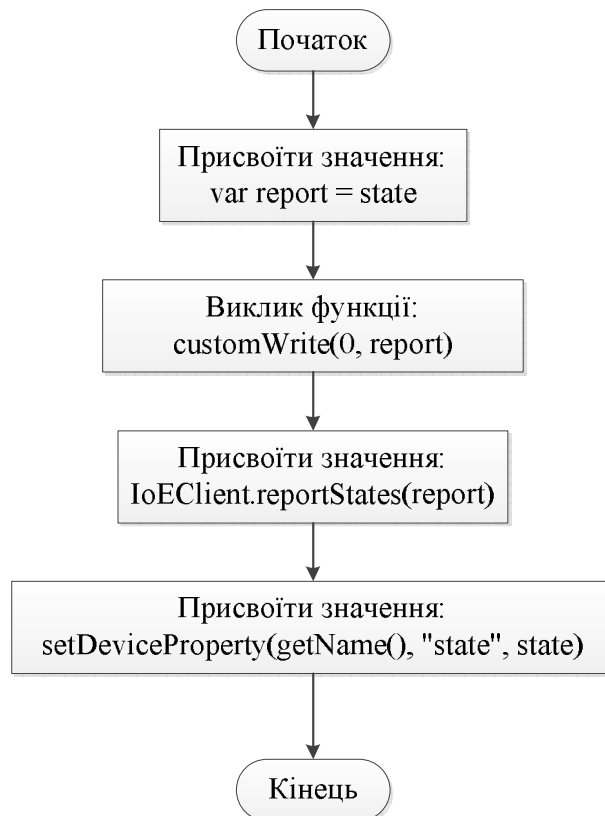 Початок
Присвоїти значення:
var report = state
Виклик функції:
customWrite(0, report)
Присвоїти значення:
IoEClient.reportStates(report)
Присвоїти значення:
setDeviceProperty(getName(), "state", state)
Кінець